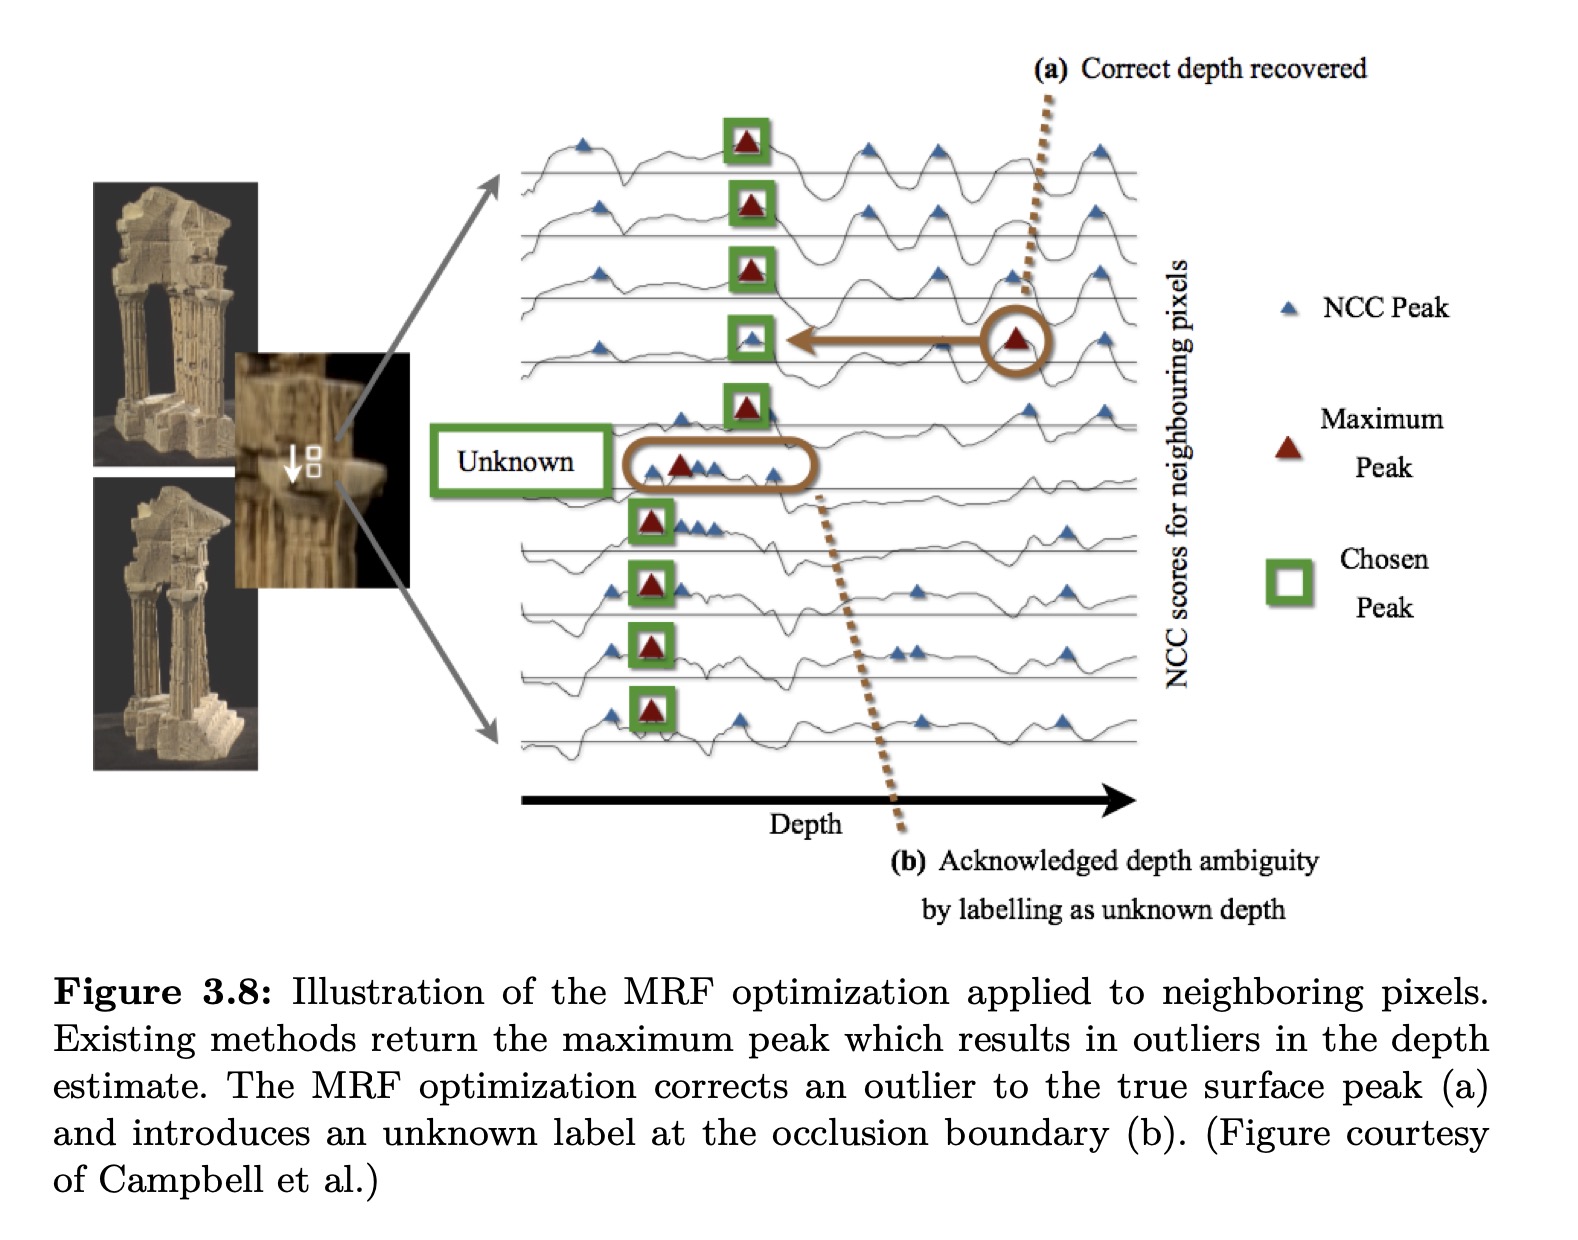 (a) Correct depth recovered
NCC scores for neighbouring pixels
NCC Peak
Maximum
Peak
Unknown
Chosen
Peak
Depth
(b) Acknowledged depth ambiguity
by labelling as unknown depth
Figure 3.8: Illustration of the MRF optimization applied to neighboring pixels.
Existing methods return the maximum peak which results in outliers in the depth
estimate. The MRF optimization corrects an outlier to the true surface peak (a)
and introduces an unknown label at the occlusion boundary (b). (Figure courtesy
of Campbell et al.)